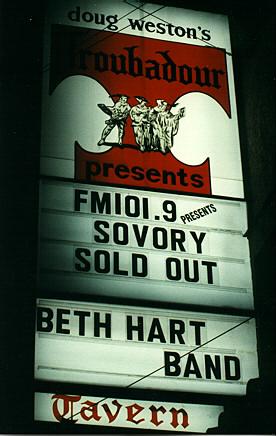 doug weston's
Troubadour
presents
FM101.9 PRESENTS
SOVORY
SOLD OUT
BETH HART
BAND
Tavern